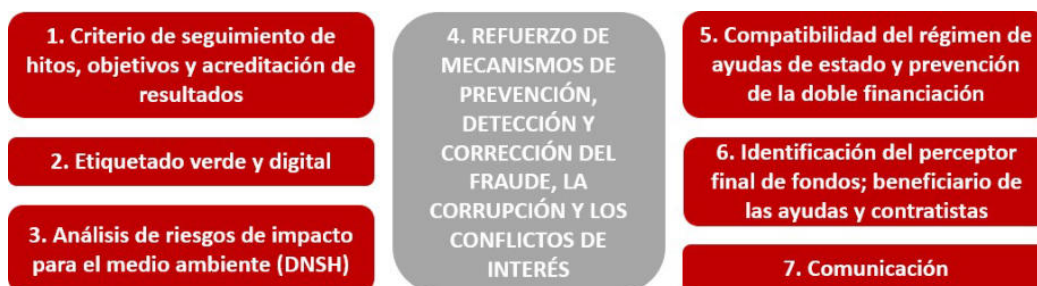 1. Criterio de seguimiento de
hitos, objetivos y acreditación de
resultados
2. Etiquetado verde y digital
3. Análisis de riesgos de impacto
para el medio ambiente (DNSH)
4. REFUERZO DE
MECANISMOS DE
PREVENCIÓN,
DETECCIÓN Y
CORRECCIÓN DEL
FRAUDE, LA
CORRUPCIÓN Y LOS
CONFLICTOS DE
INTERÉS
5. Compatibilidad del régimen de
ayudas de estado y prevención
de la doble financiación
6. Identificación del perceptor
final de fondos; beneficiario de
las ayudas y contratistas
7. Comunicación